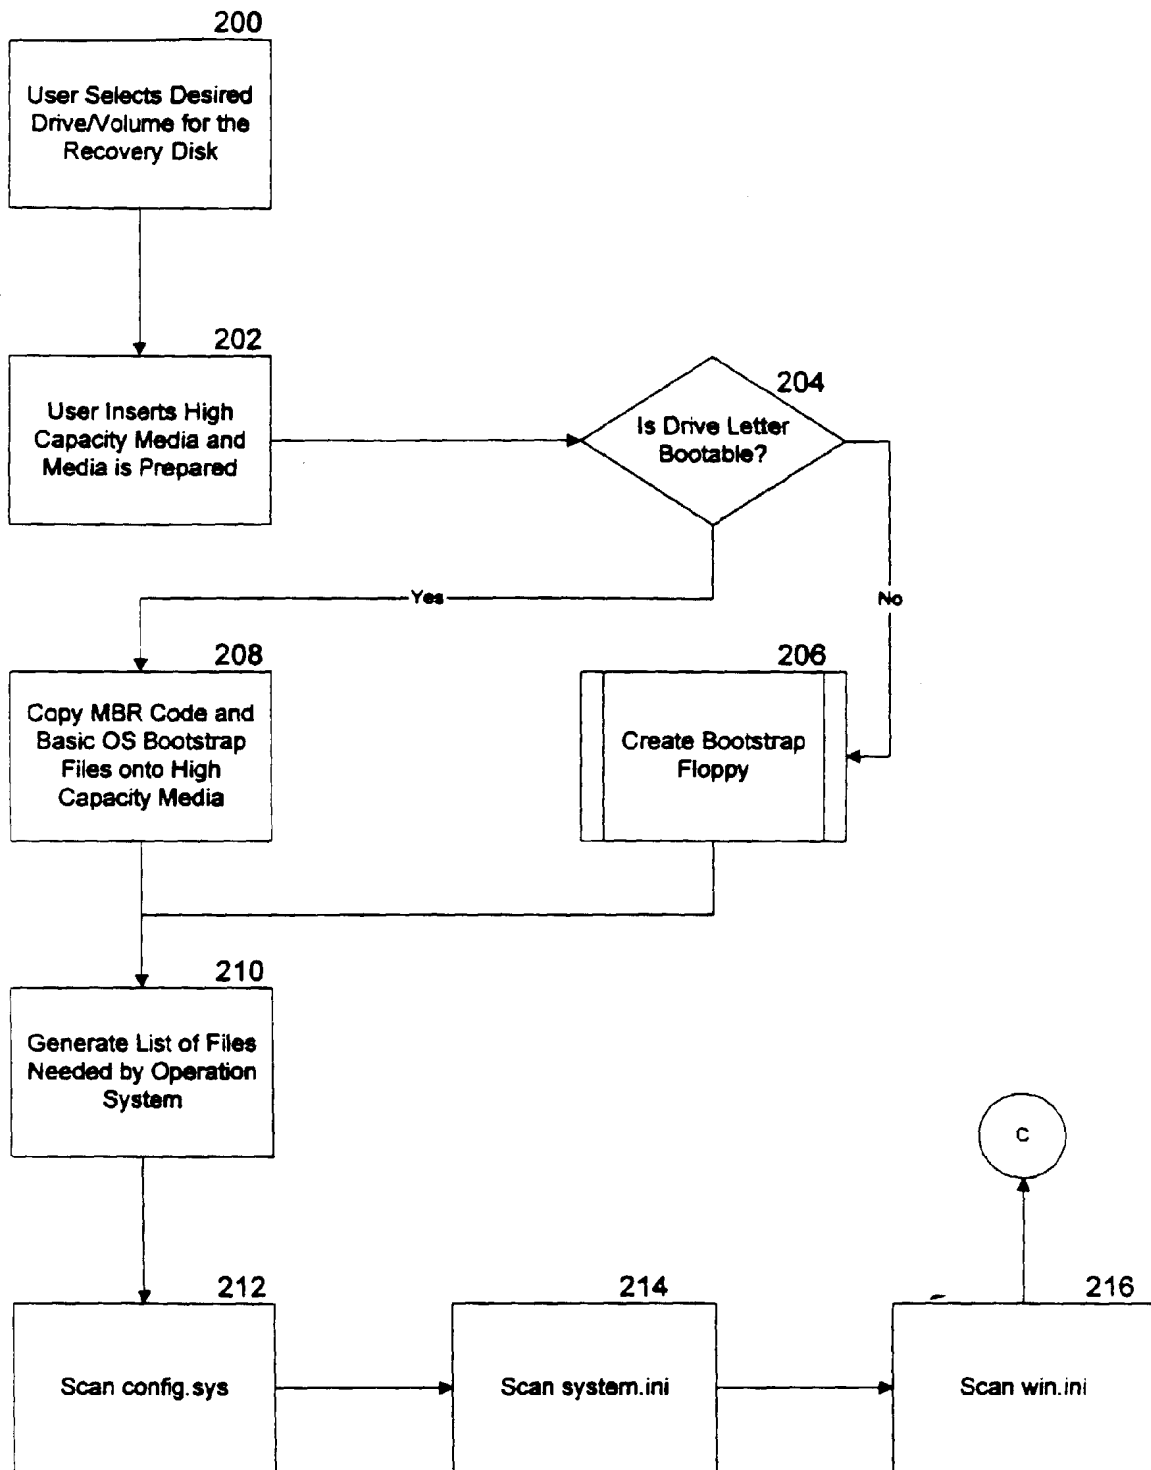 200
User Selects Desired
Drive/Volume for the
Recovery Disk
202
User Inserts High
Capacity Media and
Media is Prepared
204
Is Drive Letter
Bootable?
Yes
No
208
Copy MBR Code and
Basic OS Bootstrap
Files onto High
Capacity Media
206
Create Bootstrap
Floppy
210
Generate List of Files
Needed by Operation
System
C
212
Scan config.sys
214
Scan system.ini
216
Scan win.ini